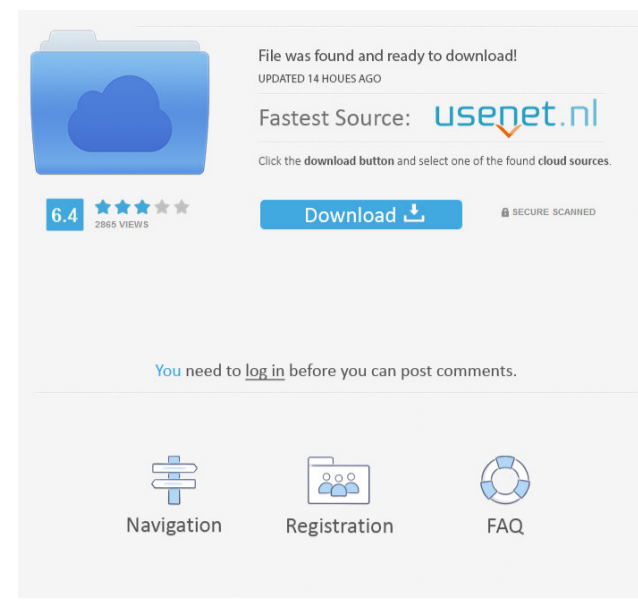 File was found and ready to download!
UPDATED 14 HOUES AGO
Fastest Source: usenet.nl
Click the download button and select one of the found cloud sources.
6.4
2865 VIEWS
Download
SECURE SCANNED
You need to log in before you can post comments.
Navigation
Registration
FAQ